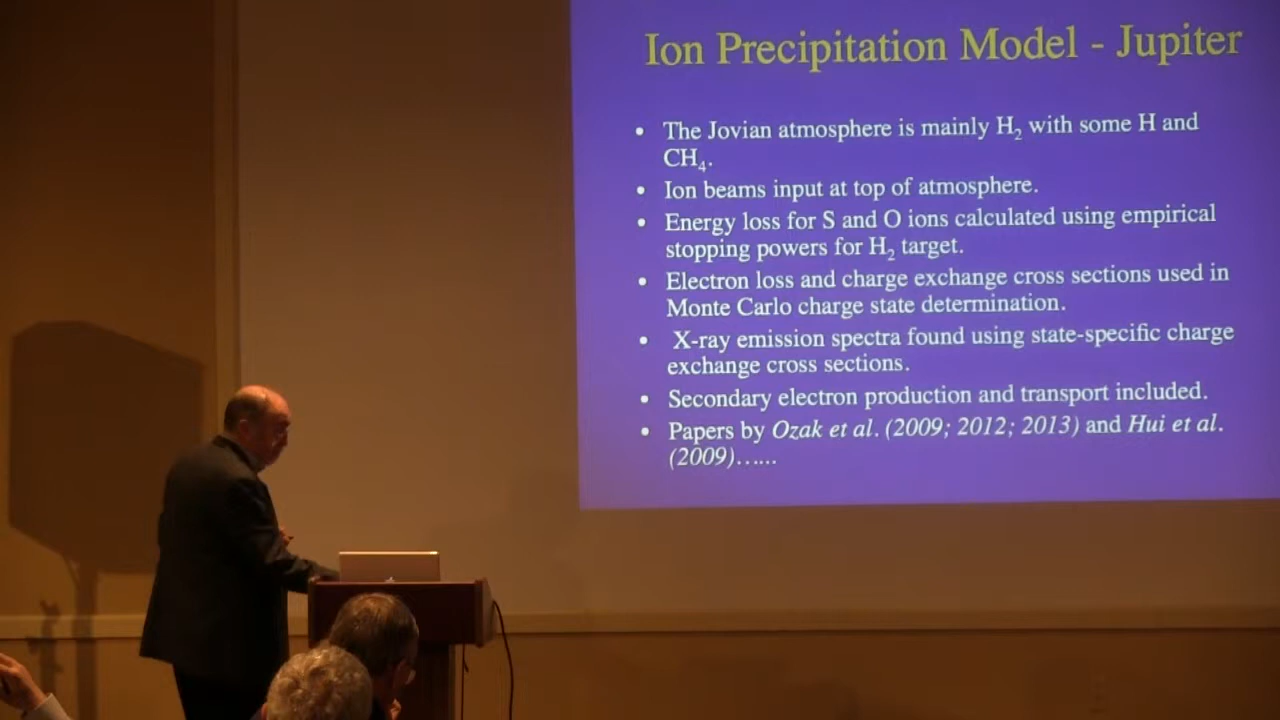 Ion Precipitation Model - Jupiter
• The Jovian atmosphere is mainly H₂ with some H and
CH₄.
• Ion beams input at top of atmosphere.
• Energy loss for S and O ions calculated using empirical
stopping powers for H₂ target.
• Electron loss and charge exchange cross sections used in
Monte Carlo charge state determination.
• X-ray emission spectra found using state-specific charge
exchange cross sections.
• Secondary electron production and transport included.
• Papers by Ozak et al. (2009; 2012; 2013) and Hui et al.
(2009)......